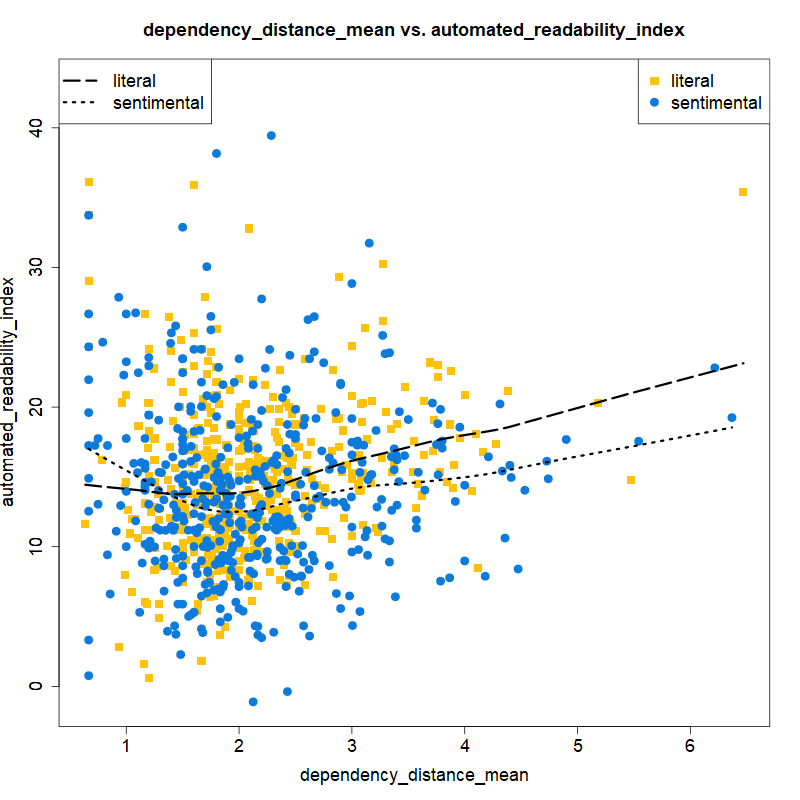 dependency_distance_mean vs. automated_readability_index
literal
sentimental
literal
sentimental
automated_readability_index
40
30
20
10
0
1 2 3 4 5 6
dependency_distance_mean